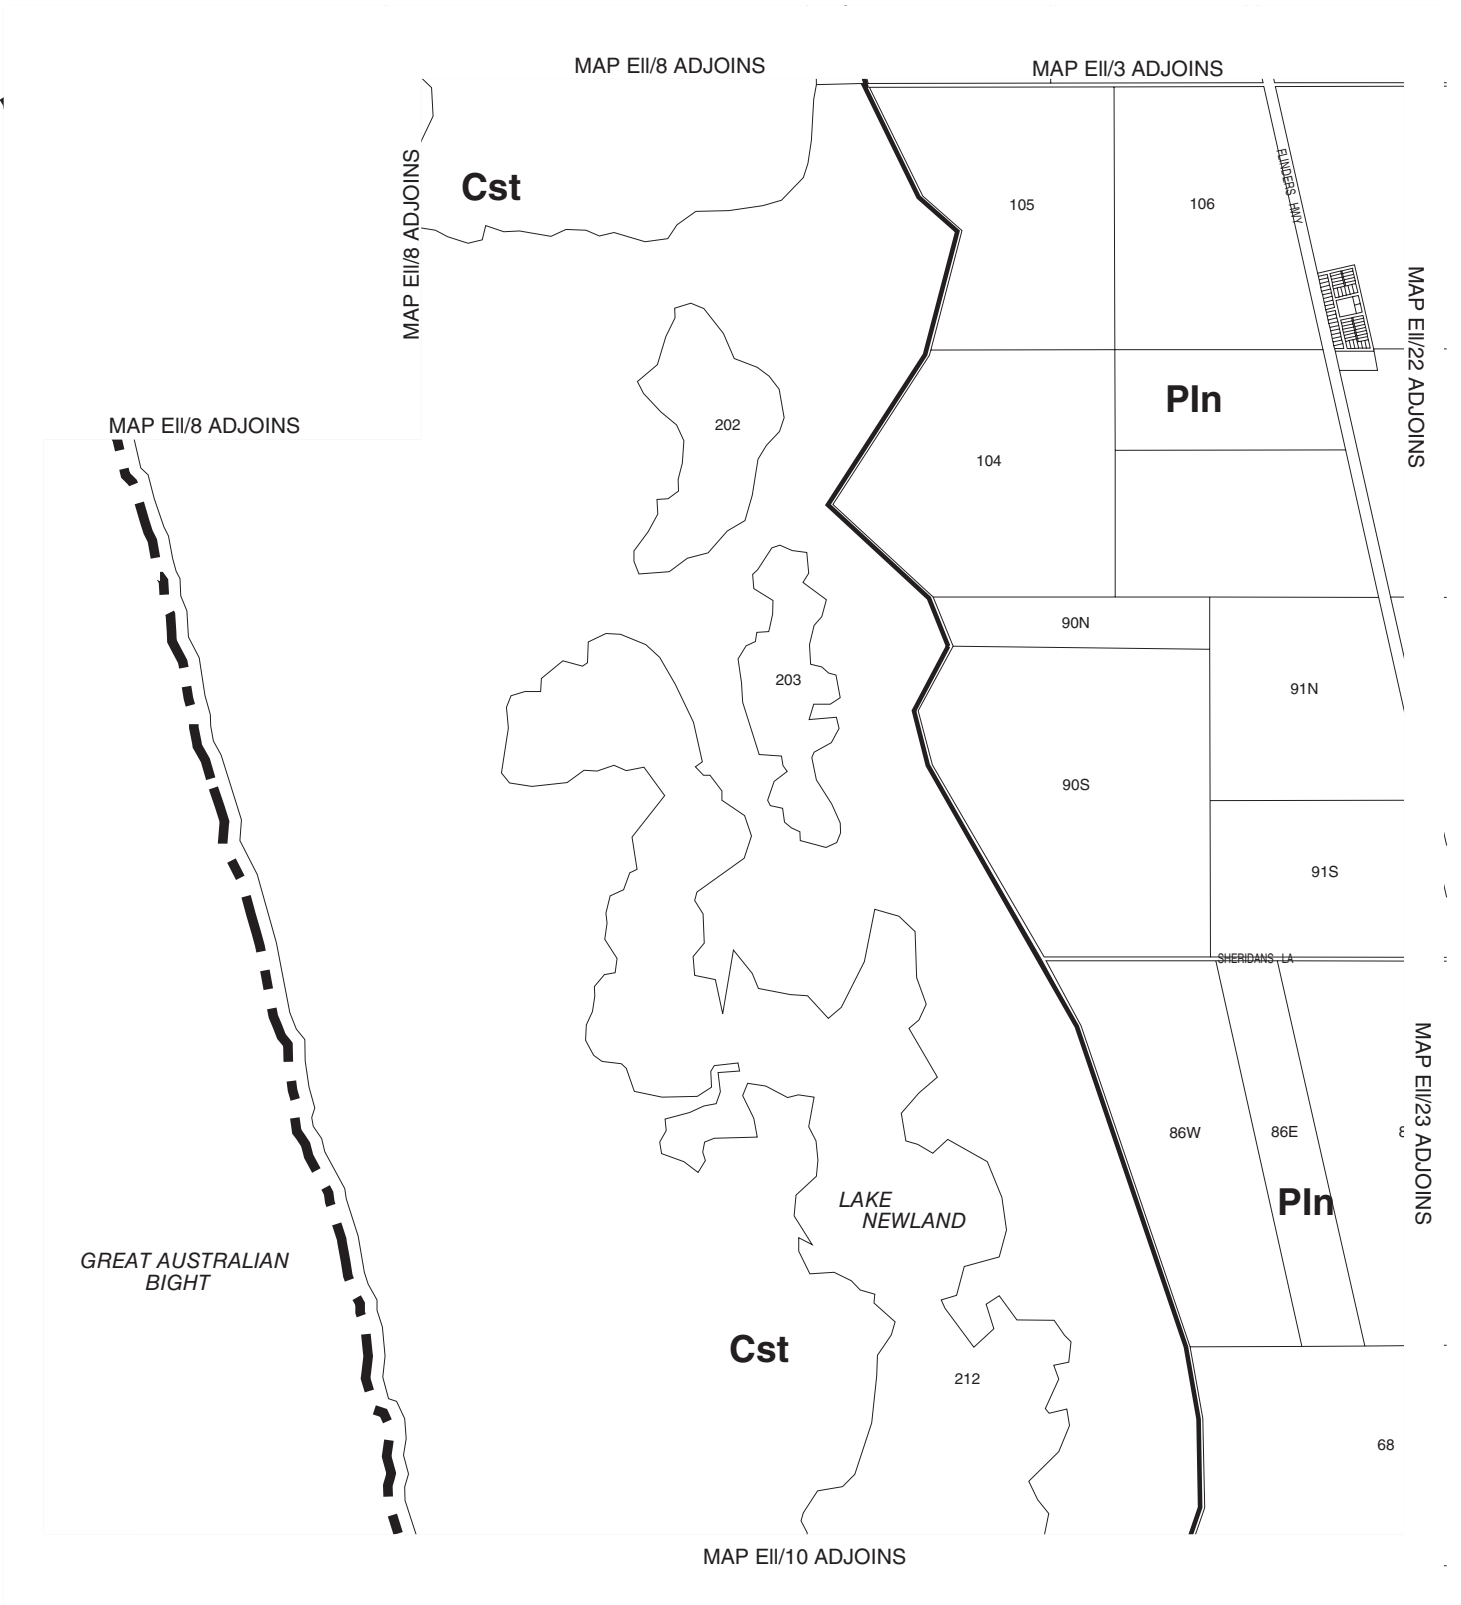 MAP EII/8 ADJOINS
MAP EII/3 ADJOINS
MAP EII/8 ADJOINS
Cst
FLINDERS HWY
105
106
MAP EII/22 ADJOINS
Pln
MAP EII/8 ADJOINS
202
104
90N
203
91N
90S
91S
SHERIDANS LA
MAP EII/23 ADJOINS
86W
86E
Pln
LAKE
NEWLAND
GREAT AUSTRALIAN
BIGHT
Cst
212
68
MAP EII/10 ADJOINS